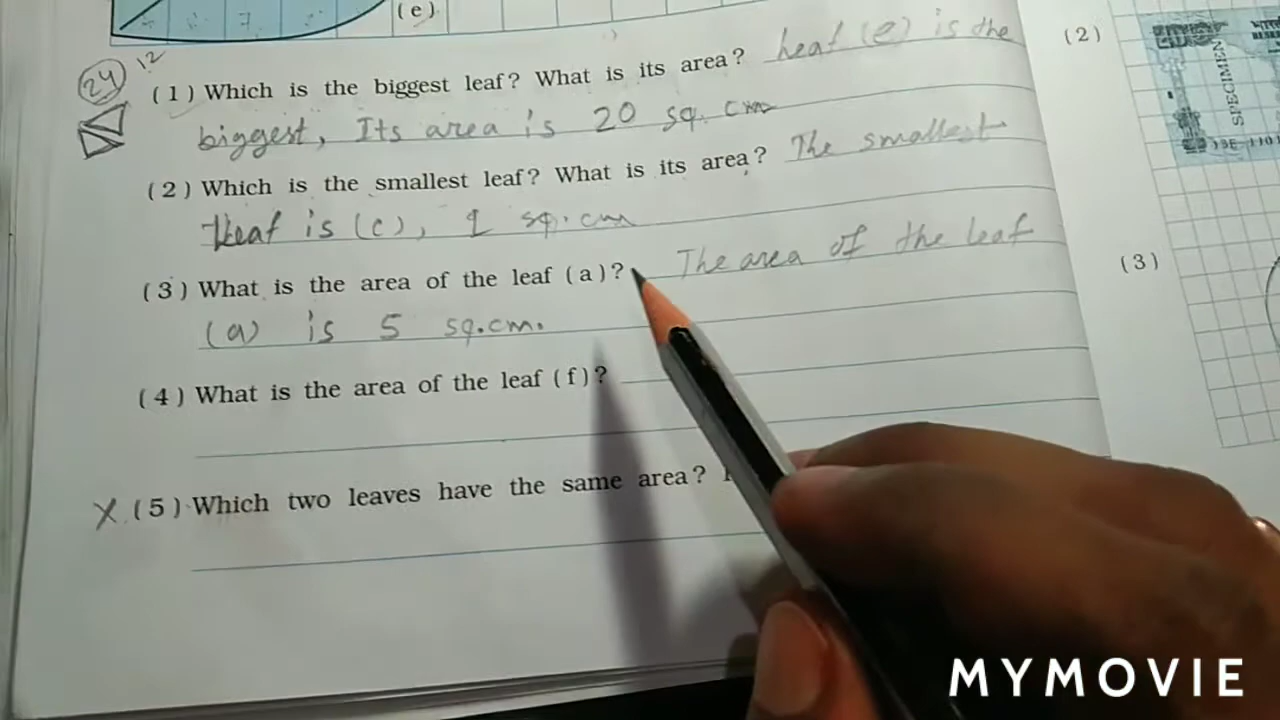 7
(e)
24 12
(1) Which is the biggest leaf? What is its area? heaf (e) is the
biggest, Its area is 20 sq. cm
(2) Which is the smallest leaf? What is its area? The smallest
leaf is (c), 1 sq.cm
(3) What is the area of the leaf (a)? The area of the leaf
(a) is 5 sq.cm.
(4) What is the area of the leaf (f)?
X (5) Which two leaves have the same area?
(2)
SPECIMEN
(3)
MYMOVIE